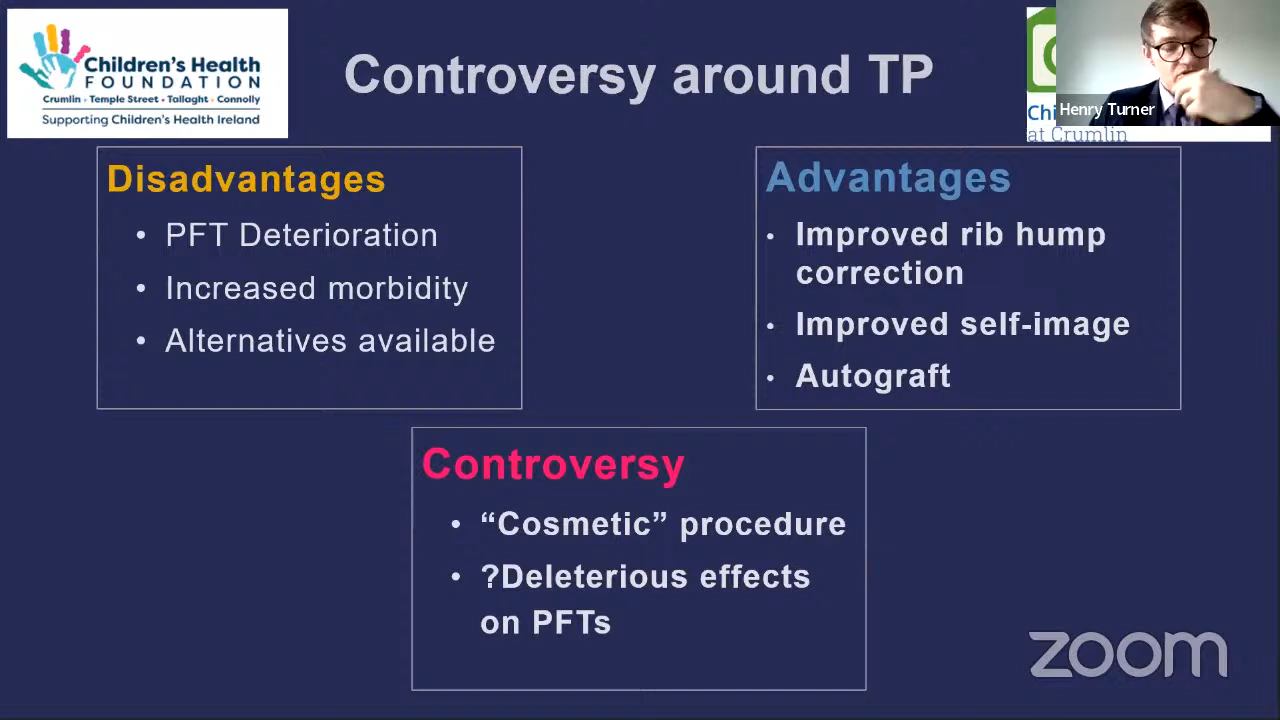 Children's Health
FOUNDATION
Crumlin • Temple Street • Tallaght • Connolly
Supporting Children's Health Ireland
Controversy around TP
Henry Turner
Chi
at Crumlin
Disadvantages
• PFT Deterioration
• Increased morbidity
• Alternatives available
Advantages
• Improved rib hump
correction
• Improved self-image
• Autograft
Controversy
• “Cosmetic” procedure
• ?Deleterious effects
on PFTs
zoom